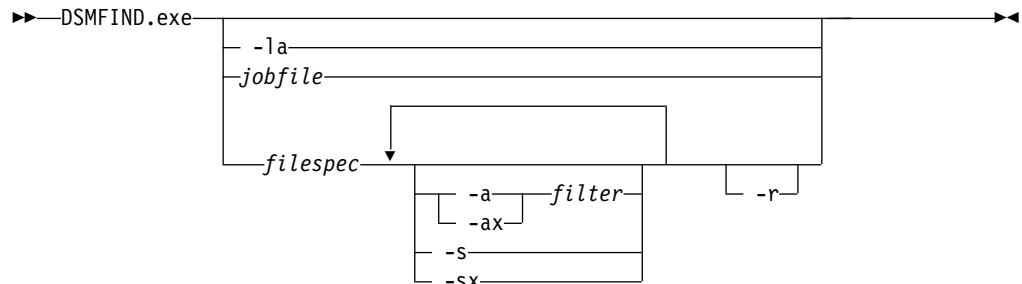 DSMFIND.exe
-la
jobfile
filespec
-a filter
-r
-ax
-s
-sx